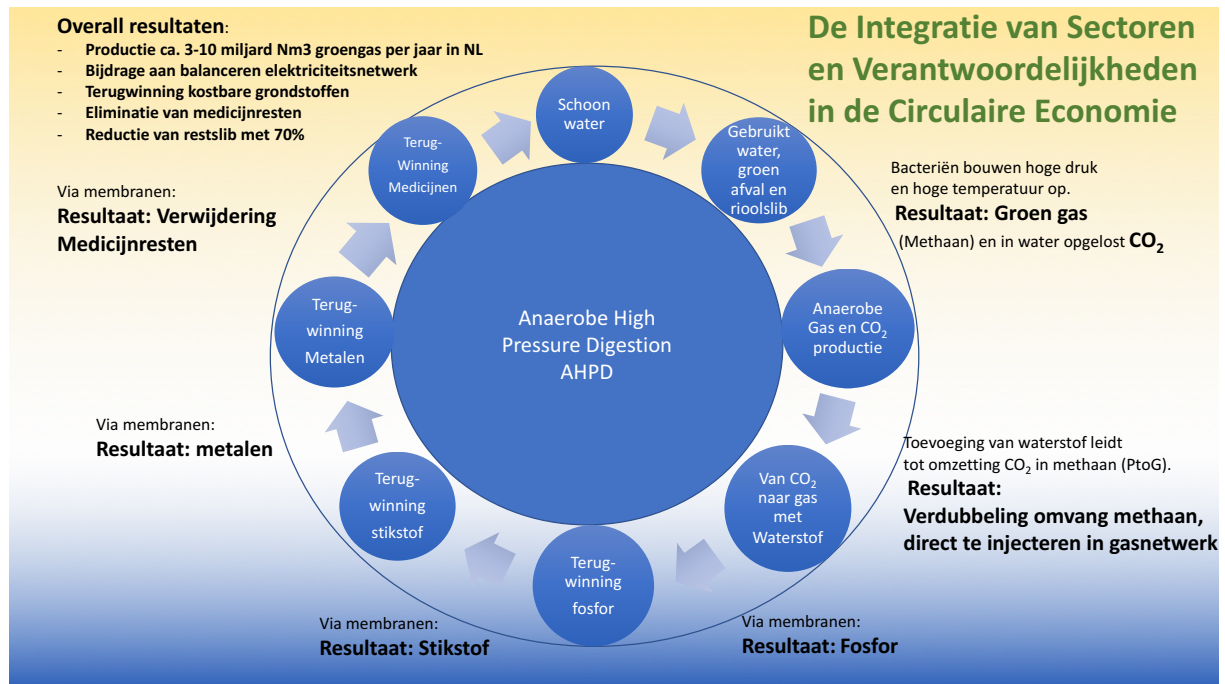 Overall resultaten:
- Productie ca. 3-10 miljard Nm3 groengas per jaar in NL
- Bijdrage aan balanceren elektriciteitsnetwerk
- Terugwinning kostbare grondstoffen
- Eliminatie van medicijnresten
- Reductie van restslib met 70%
De Integratie van Sectoren
en Verantwoordelijkheden
in de Circulaire Economie
Schoon
water
Gebruikt
water,
groen
afval en
rioolslib
Bacteriën bouwen hoge druk
en hoge temperatuur op.
Resultaat: Groen gas
(Methaan) en in water opgelost CO2
Anaerobe
Gas en CO2
productie
Toevoeging van waterstof leidt
tot omzetting CO2 in methaan (PtoG).
Resultaat:
Verdubbeling omvang methaan,
direct te injecteren in gasnetwerk
Van CO2
naar gas
met
Waterstof
Via membranen:
Resultaat: Fosfor
Terug-
winning
fosfor
Via membranen:
Resultaat: Stikstof
Terug-
winning
stikstof
Via membranen:
Resultaat: metalen
Terug-
winning
Metalen
Via membranen:
Resultaat: Verwijdering
Medicijnresten
Terug-
Winning
Medicijnen
Anaerobe High
Pressure Digestion
AHPD